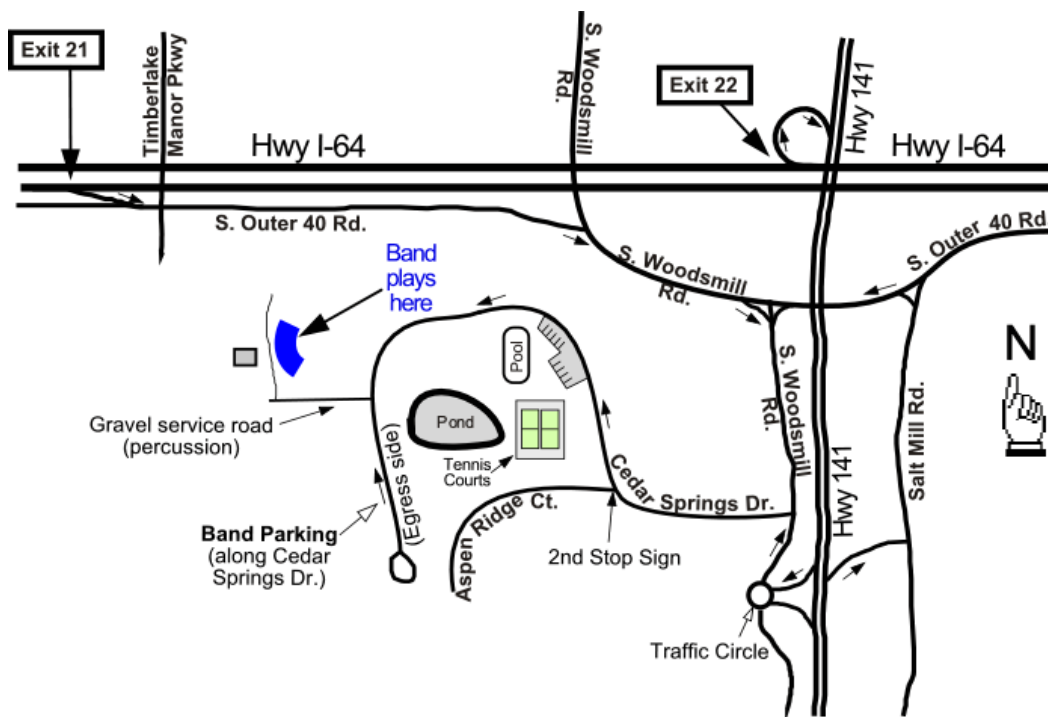 Exit 21
Timberlake
Manor Pkwy
S. Woodsmill
Rd.
Exit 22
Hwy 141
Hwy I-64
Hwy I-64
S. Outer 40 Rd.
S. Outer 40 Rd
Band
plays
here
S. Woodsmill
Rd.
N
Pool
S. Woodsmill
Rd.
Gravel service road
(percussion)
Pond
Tennis
Courts
(Egress side)
Salt Mill Rd.
Cedar Springs Dr.
Hwy 141
Aspen Ridge Ct.
Band Parking
(along Cedar
Springs Dr.)
2nd Stop Sign
Traffic Circle